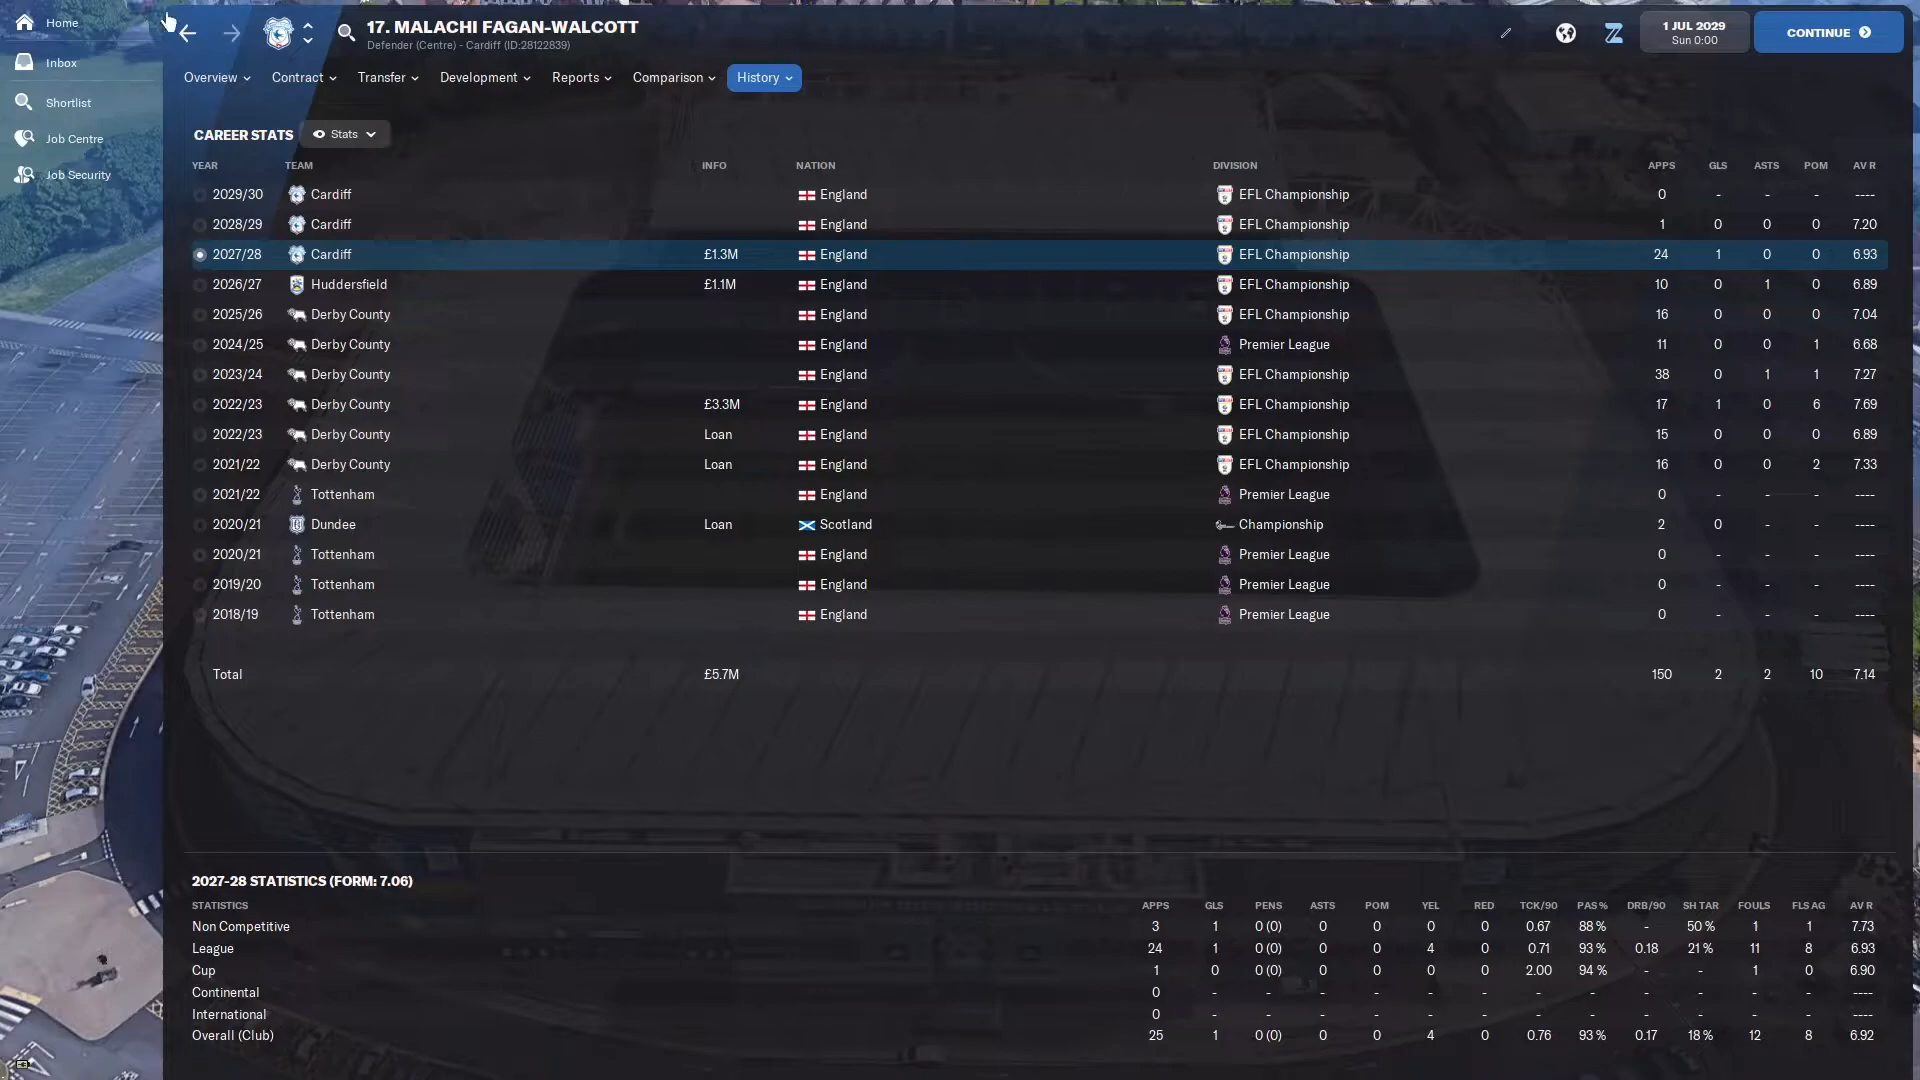 Home
Inbox
Shortlist
Job Centre
Job Security
17. MALACHI FAGAN-WALCOTT
Defender (Centre) - Cardiff (ID:28122839)
1 JUL 2029
Sun 0:00
CONTINUE
Overview Contract Transfer Development Reports Comparison History
CAREER STATS Stats
YEAR TEAM INFO NATION DIVISION APPS GLS ASTS POM AV R
2029/30 Cardiff England EFL Championship 0 - - - ----
2028/29 Cardiff England EFL Championship 1 0 0 0 7.20
2027/28 Cardiff £1.3M England EFL Championship 24 1 0 0 6.93
2026/27 Huddersfield £1.1M England EFL Championship 10 0 1 0 6.89
2025/26 Derby County England EFL Championship 16 0 0 0 7.04
2024/25 Derby County England Premier League 11 0 0 1 6.68
2023/24 Derby County England EFL Championship 38 0 1 1 7.27
2022/23 Derby County £3.3M England EFL Championship 17 1 0 6 7.69
2022/23 Derby County Loan England EFL Championship 15 0 0 0 6.89
2021/22 Derby County Loan England EFL Championship 16 0 0 2 7.33
2021/22 Tottenham England Premier League 0 - - - ----
2020/21 Dundee Loan Scotland Championship 2 0 - - ----
2020/21 Tottenham England Premier League 0 - - - ----
2019/20 Tottenham England Premier League 0 - - - ----
2018/19 Tottenham England Premier League 0 - - - ----
Total £5.7M 150 2 2 10 7.14
2027-28 STATISTICS (FORM: 7.06)
STATISTICS APPS GLS PENS ASTS POM YEL RED TCK/90 PAS % DRB/90 SH TAR FOULS FLS AG AV R
Non Competitive 3 1 0 (0) 0 0 0 0 0.67 88 % - 50 % 1 1 7.73
League 24 1 0 (0) 0 0 4 0 0.71 93 % 0.18 21 % 11 8 6.93
Cup 1 0 0 (0) 0 0 0 0 2.00 94 % - - 1 0 6.90
Continental 0 - - - - - - - - - - - - ----
International 0 - - - - - - - - - - - - ----
Overall (Club) 25 1 0 (0) 0 0 4 0 0.76 93 % 0.17 18 % 12 8 6.92